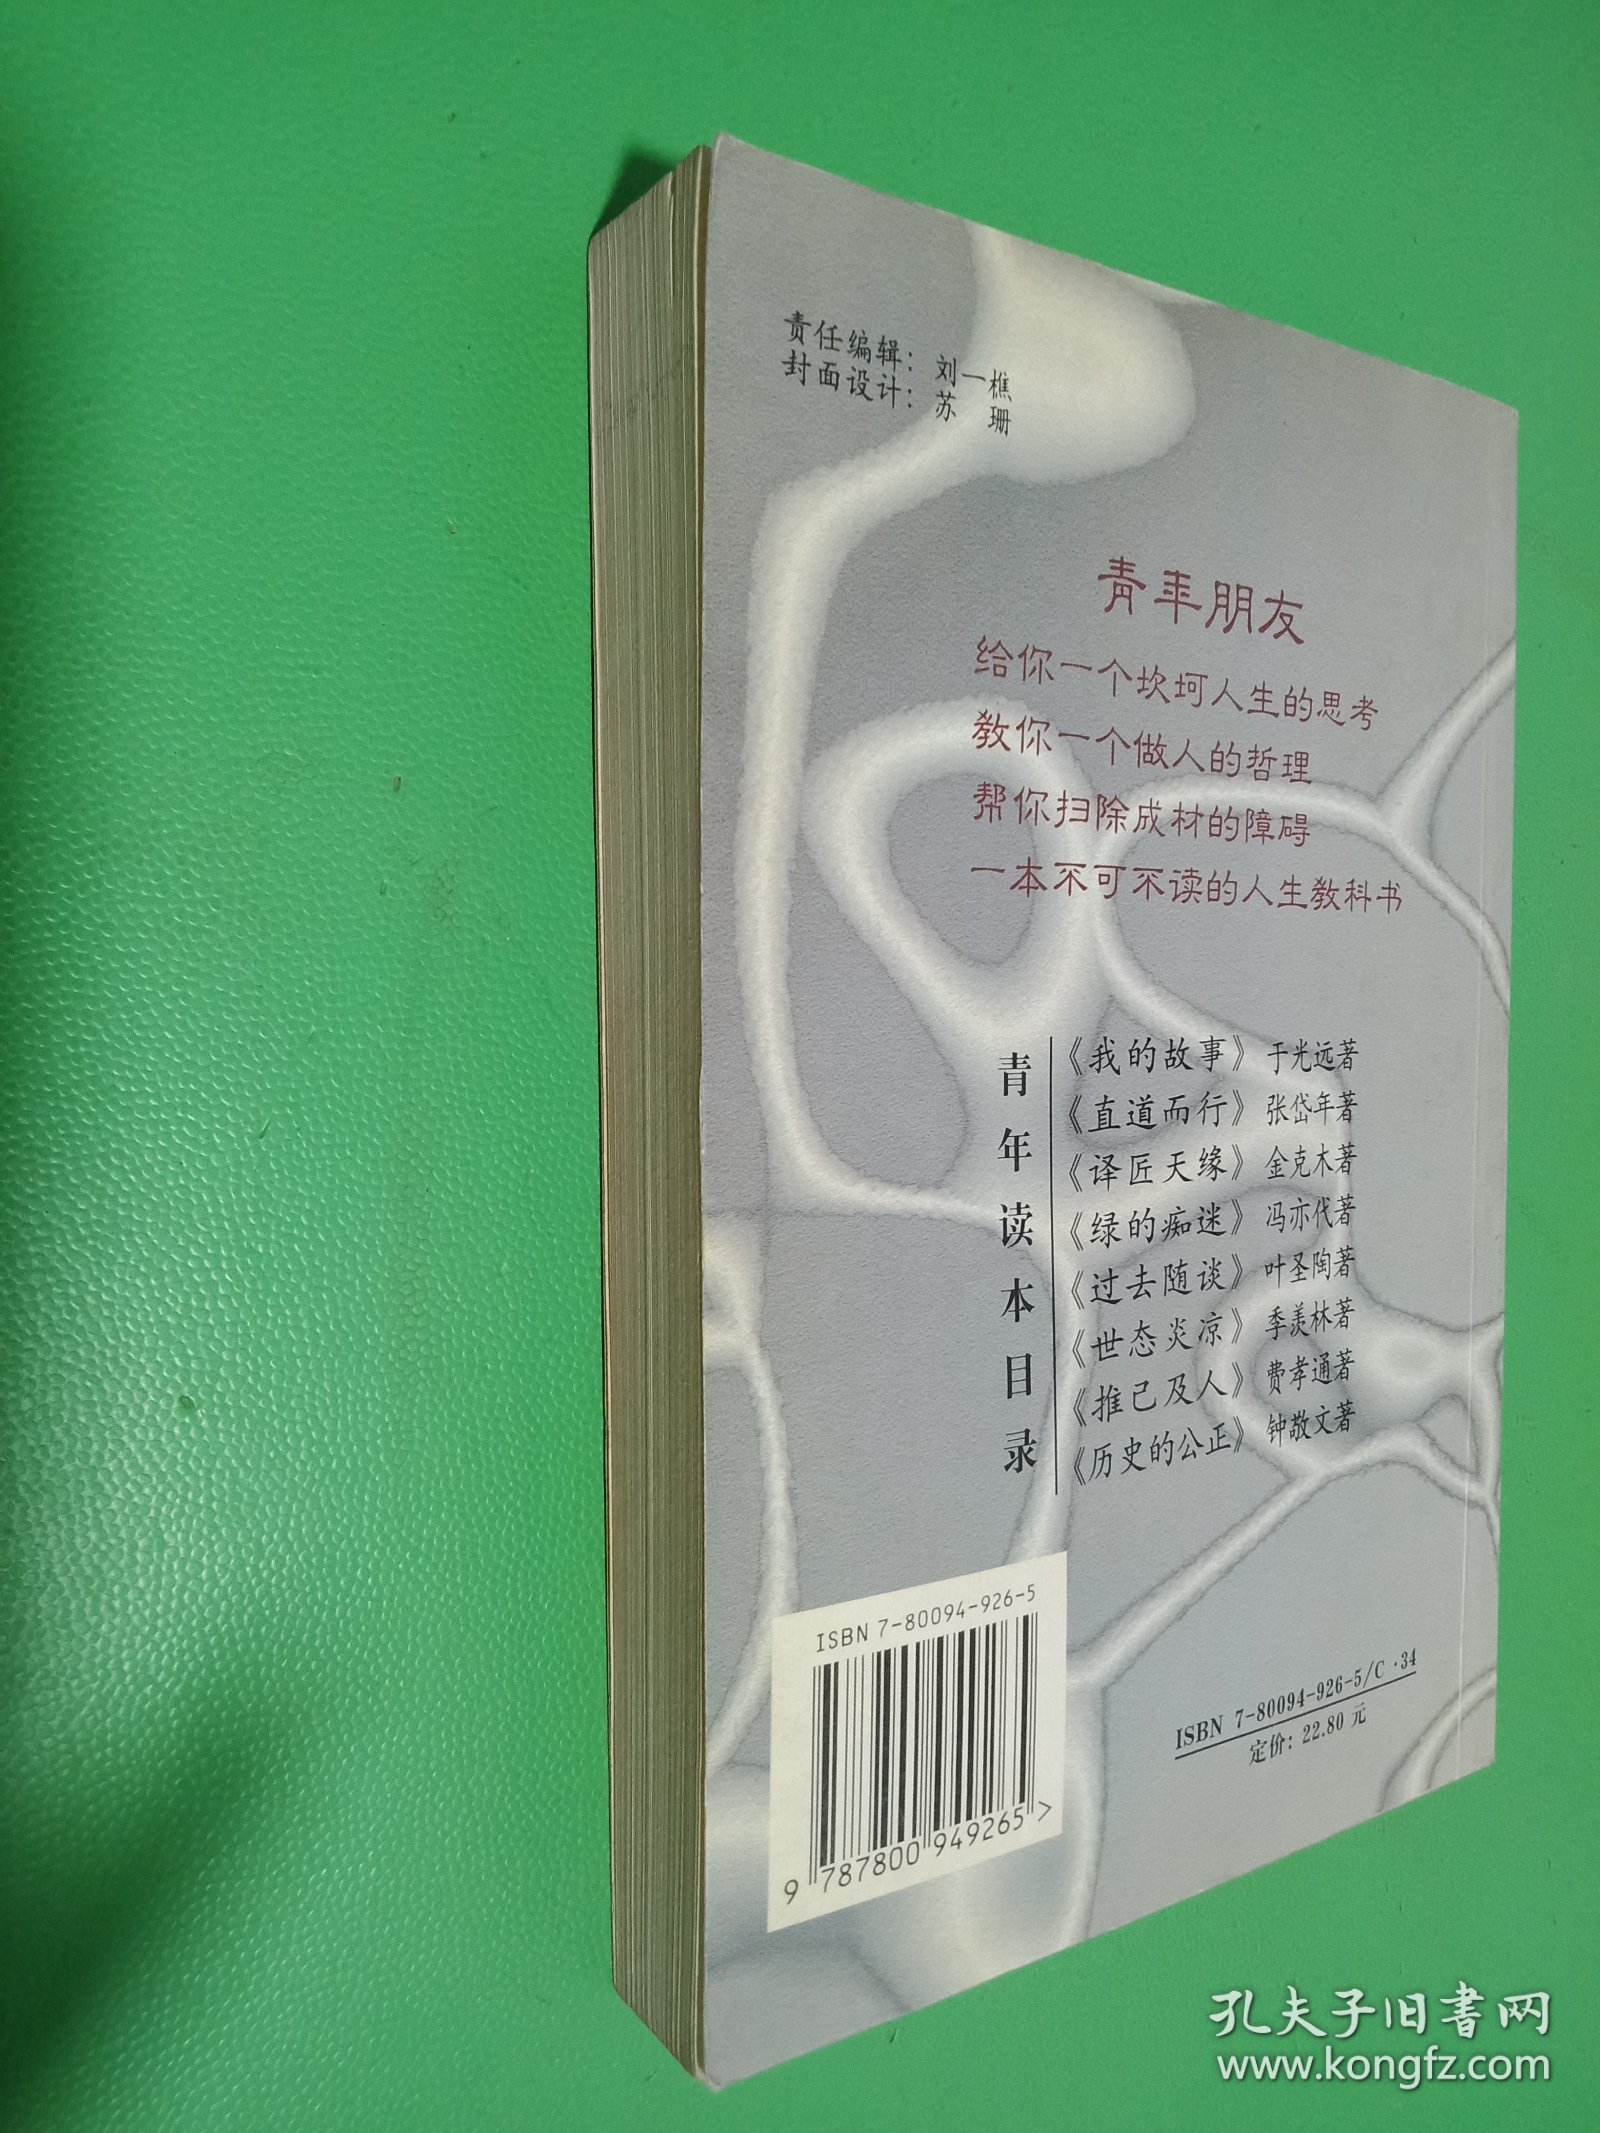 责任编辑：刘一樵
封面设计：苏 珊
青年朋友
给你一个坎坷人生的思考
教你一个做人的哲理
帮你扫除成材的障碍
一本不可不读的人生教科书
青年读本目录
《我的故事》于光远著
《直道而行》张岱年著
《译匠天缘》金克木著
《绿的痴迷》冯亦代著
《过去随谈》叶圣陶著
《世态炎凉》季羡林著
《推己及人》费孝通著
《历史的公正》钟敬文著
ISBN 7-80094-926-5
9 787800 949265 >
ISBN 7-80094-926-5/C·34
定价：22.80 元
孔夫子旧书网
www.kongfz.com